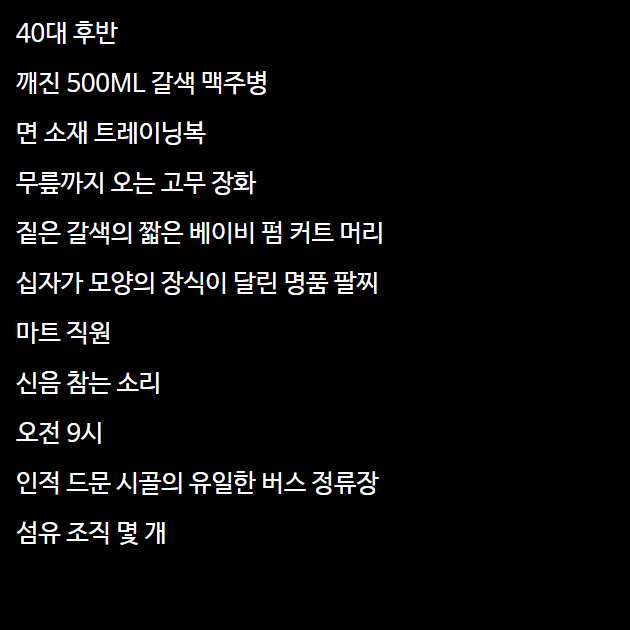 40대 후반
깨진 500ML 갈색 맥주병
면 소재 트레이닝복
무릎까지 오는 고무 장화
짙은 갈색의 짧은 베이비 펌 커트 머리
십자가 모양의 장식이 달린 명품 팔찌
마트 직원
신음 참는 소리
오전 9시
인적 드문 시골의 유일한 버스 정류장
섬유 조직 몇 개